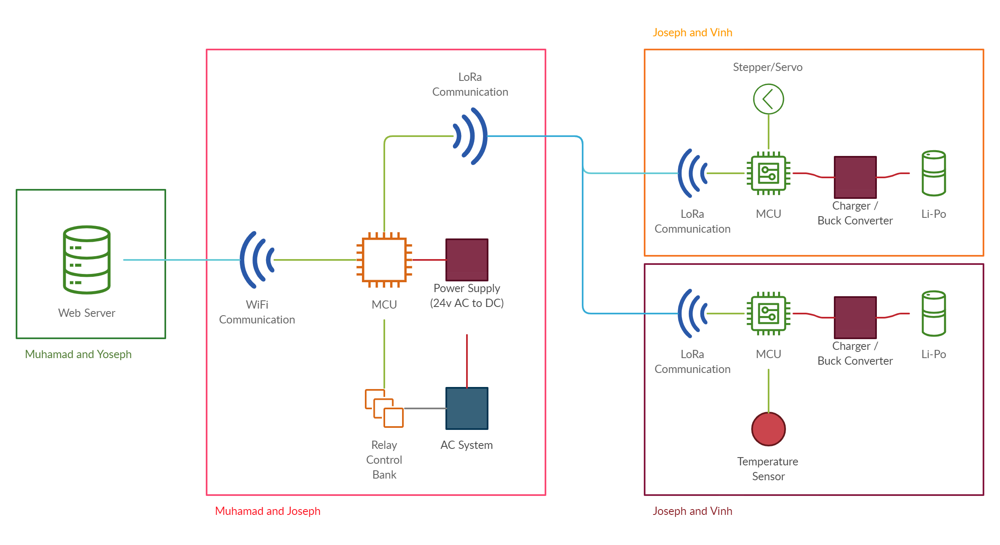 Joseph and Vinh
Stepper/Servo
LoRa
Communication
LoRa
Communication
MCU
Charger /
Buck Converter
Li-Po
Web Server
Muhamad and Yoseph
WiFi
Communication
MCU
Power Supply
(24v AC to DC)
Relay
Control
Bank
AC System
Muhamad and Joseph
LoRa
Communication
MCU
Charger /
Buck Converter
Li-Po
Temperature
Sensor
Joseph and Vinh